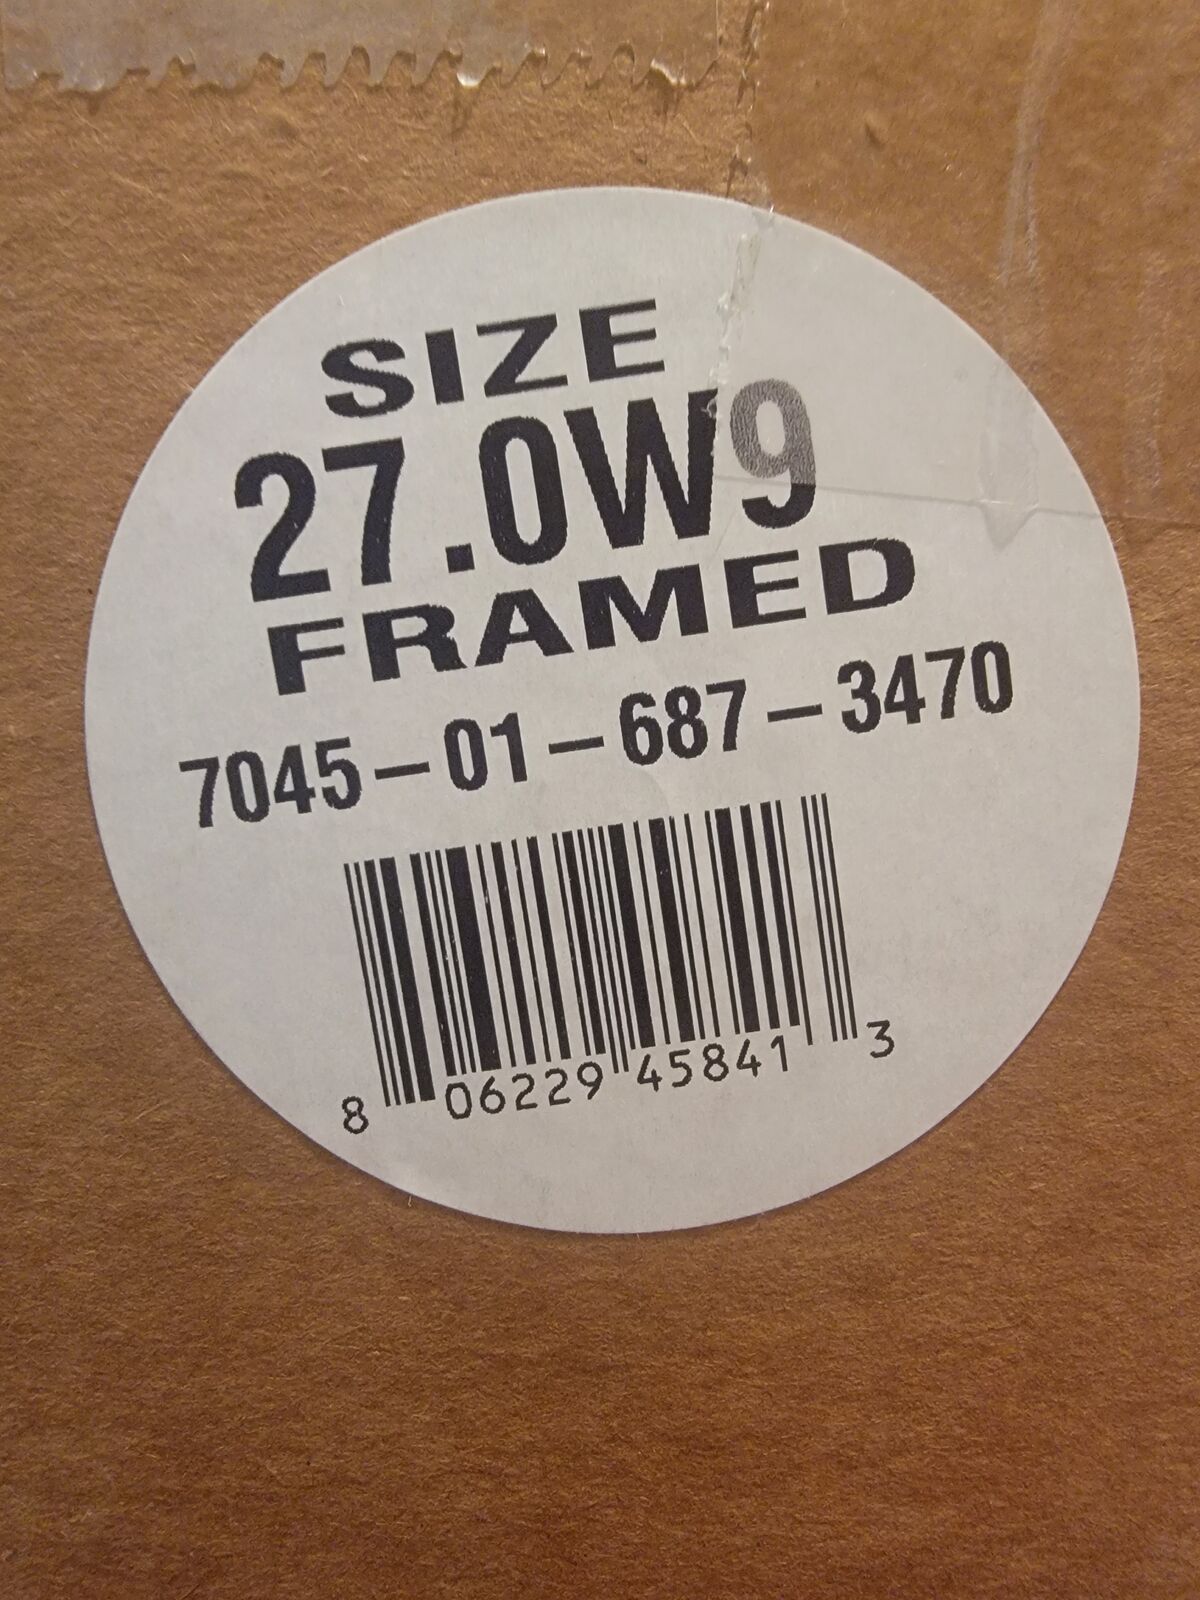 SIZE
27.0W9
FRAMED
7045-01-687-3470
8 06229 45841 3